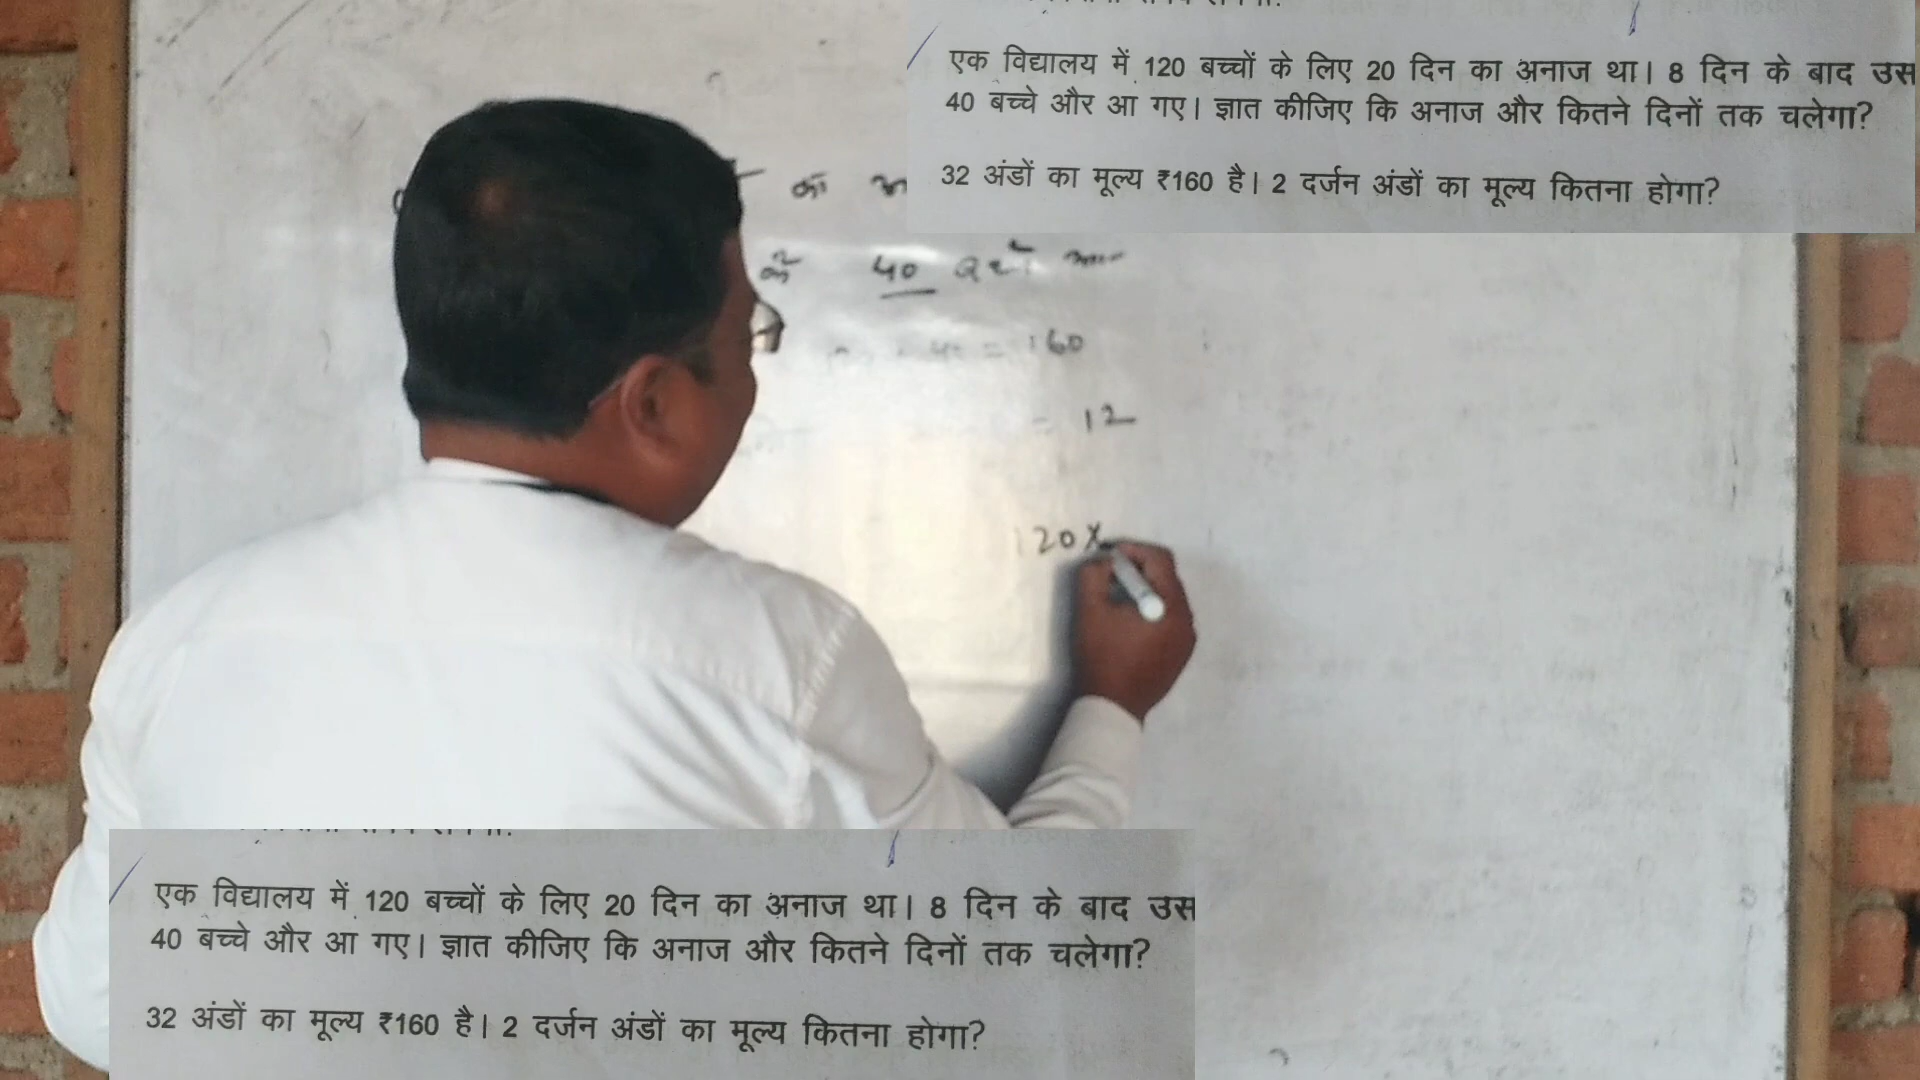 एक विद्यालय में 120 बच्चों के लिए 20 दिन का अनाज था। 8 दिन के बाद उस
40 बच्चे और आ गए। ज्ञात कीजिए कि अनाज और कितने दिनों तक चलेगा?
32 अंडों का मूल्य ₹160 है। 2 दर्जन अंडों का मूल्य कितना होगा?
का
के 40
= 160
= 12
120x
एक विद्यालय में 120 बच्चों के लिए 20 दिन का अनाज था। 8 दिन के बाद उस
40 बच्चे और आ गए। ज्ञात कीजिए कि अनाज और कितने दिनों तक चलेगा?
32 अंडों का मूल्य ₹160 है। 2 दर्जन अंडों का मूल्य कितना होगा?